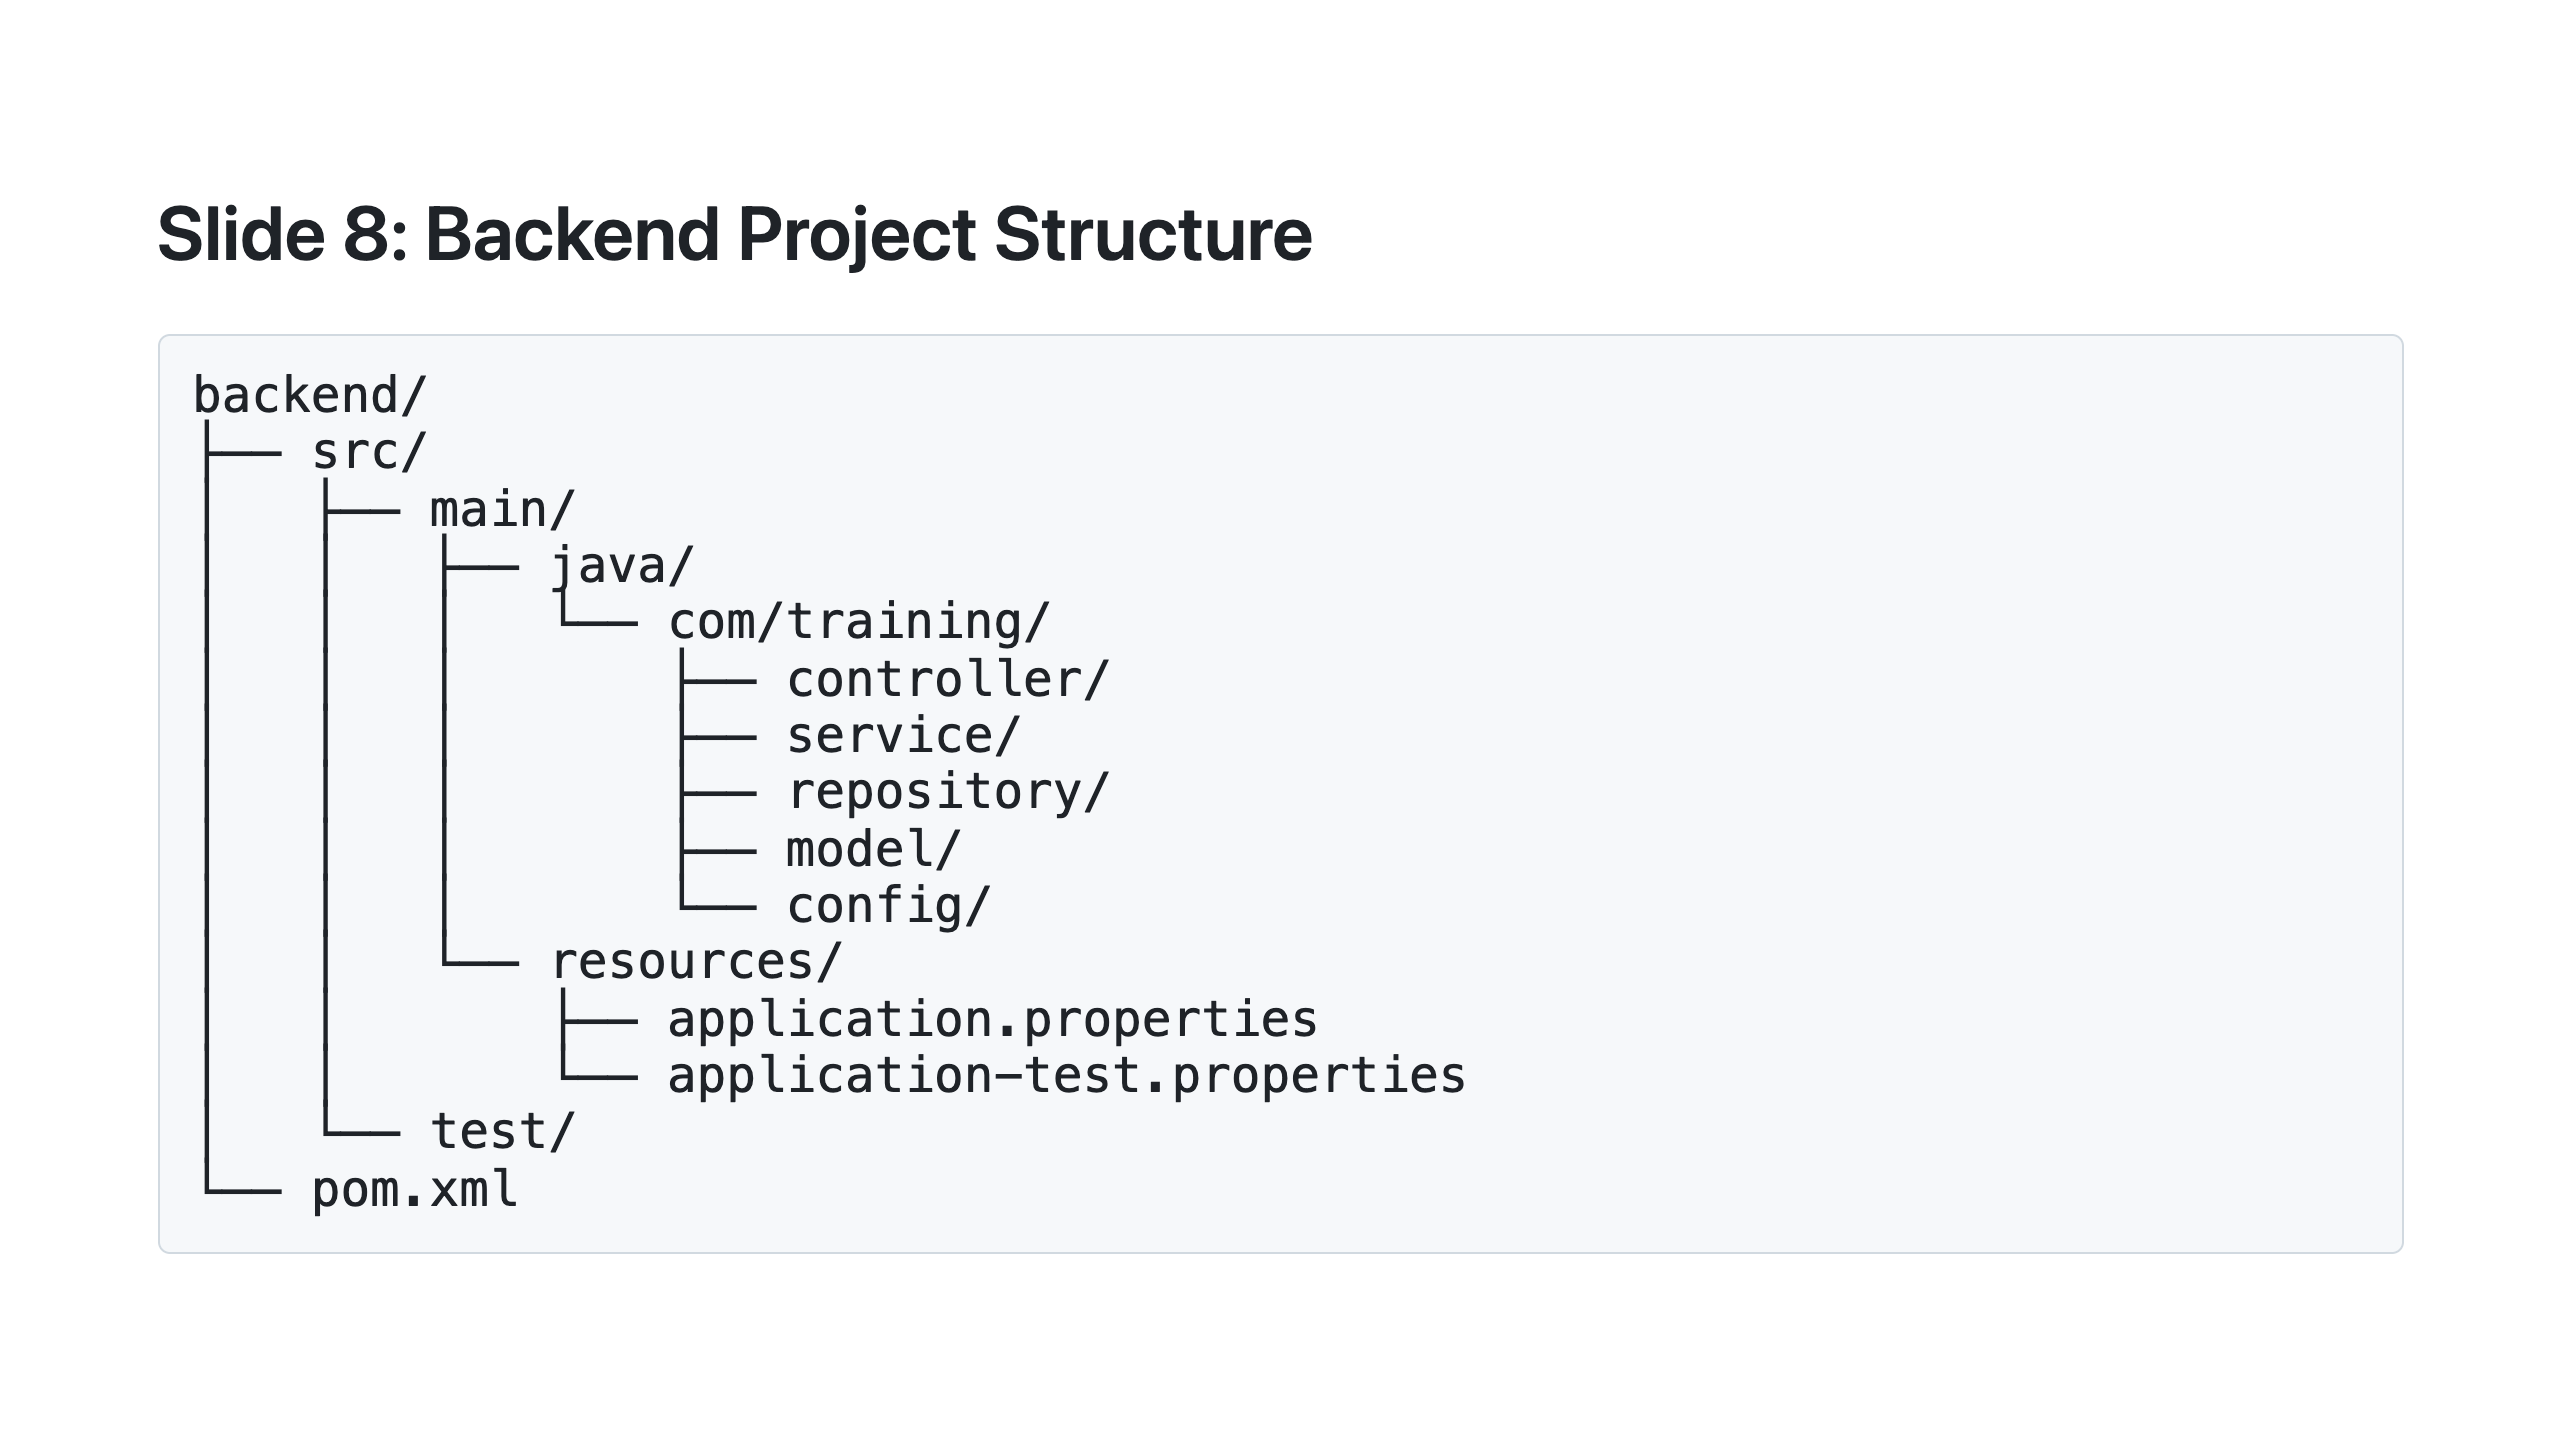 Slide 8: Backend Project Structure
backend/
├── src/
│   ├── main/
│   │   ├── java/
│   │   │   └── com/training/
│   │   │       ├── controller/
│   │   │       ├── service/
│   │   │       ├── repository/
│   │   │       ├── model/
│   │   │       └── config/
│   │   └── resources/
│   │       ├── application.properties
│   │       └── application-test.properties
│   └── test/
└── pom.xml